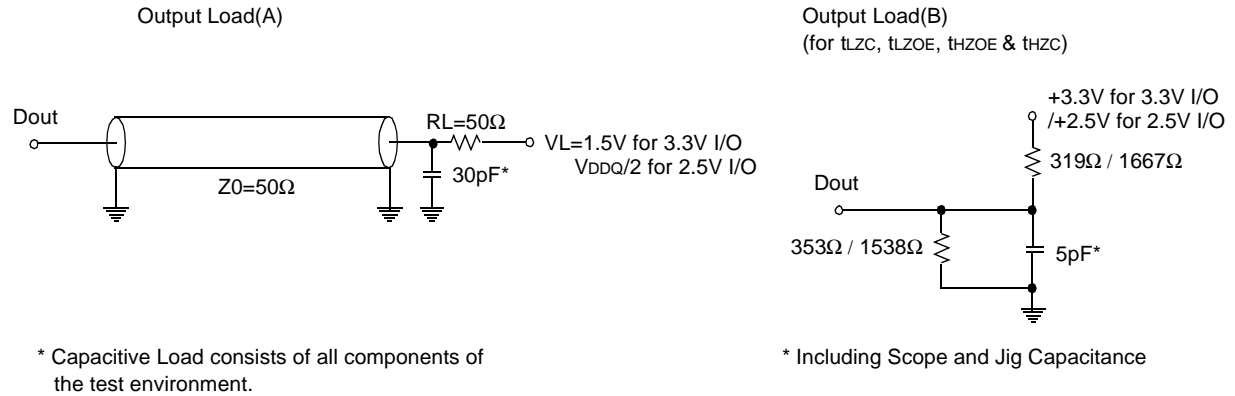 Output Load(A)
Dout
RL=50Ω
VL=1.5V for 3.3V I/O
VDDQ/2 for 2.5V I/O
30pF*
Z0=50Ω
* Capacitive Load consists of all components of
the test environment.
Output Load(B)
(for tLZC, tLZOE, tHZOE & tHZC)
+3.3V for 3.3V I/O
/+2.5V for 2.5V I/O
319Ω / 1667Ω
Dout
353Ω / 1538Ω
5pF*
* Including Scope and Jig Capacitance